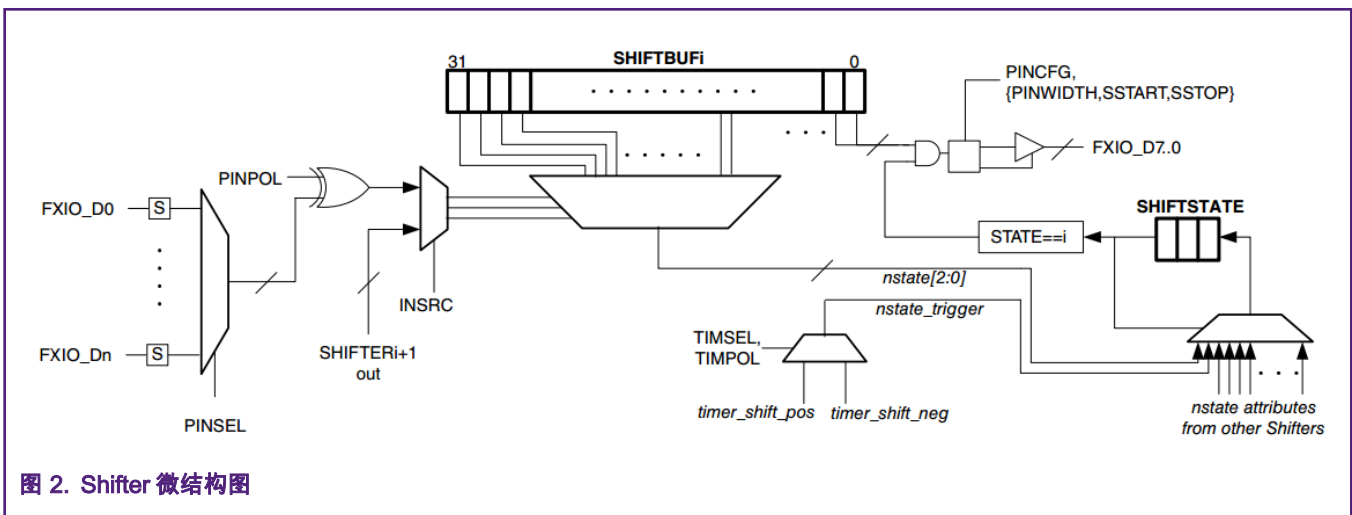 31 SHIFTBUFi 0
PINCFG,
{PINWIDTH,SSTART,SSTOP}
FXIO_D7..0
PINPOL
FXIO_D0 S
SHIFTSTATE
STATE==i
nstate[2:0]
INSRC
nstate_trigger
TIMSEL,
TIMPOL
FXIO_Dn S
SHIFTERi+1
out
timer_shift_pos timer_shift_neg
nstate attributes
from other Shifters
PINSEL
图 2. Shifter 微结构图